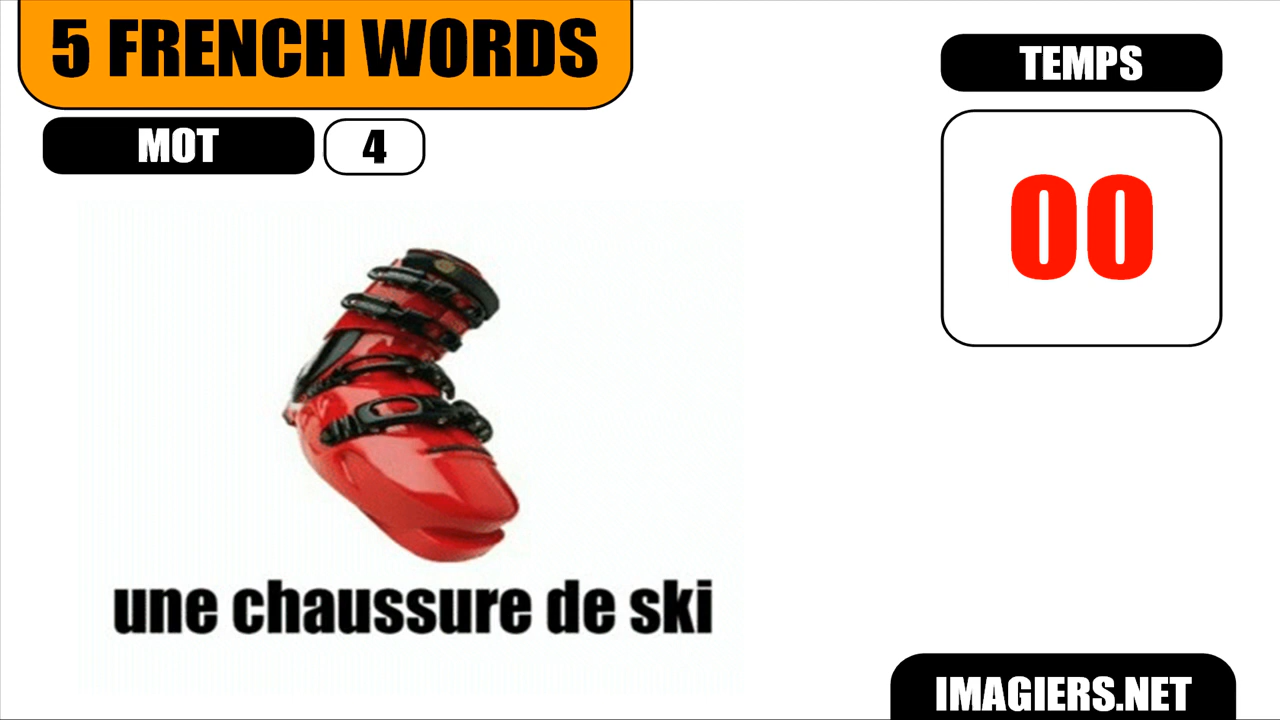 5 FRENCH WORDS
TEMPS
MOT 4
00
une chaussure de ski
IMAGIERS.NET